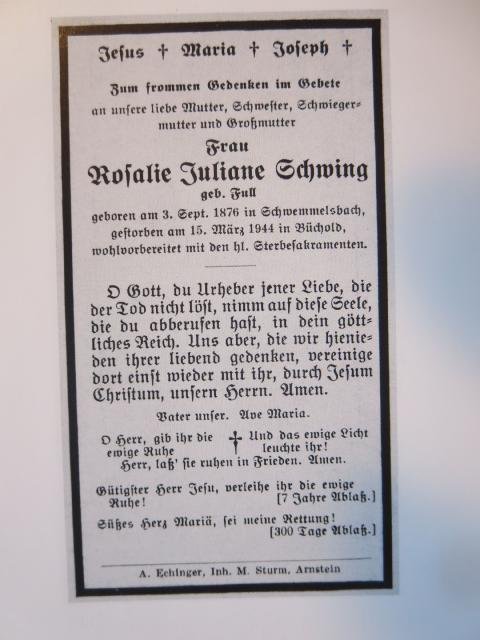 Jesus † Maria † Joseph †
Zum frommen Gedenken im Gebete
an unsere liebe Mutter, Schwester, Schwieger-
mutter und Großmutter
Frau
Rosalie Juliane Schwing
geb. Full
geboren am 3. Sept. 1876 in Schwemmelsbach,
gestorben am 15. März 1944 in Büchold,
wohlvorbereitet mit den hl. Sterbesakramenten.
O Gott, du Urheber jener Liebe, die
der Tod nicht löst, nimm auf diese Seele,
die du abberufen hast, in dein gött-
liches Reich. Uns aber, die wir hienie-
den ihrer liebend gedenken, vereinige
dort einst wieder mit ihr, durch Jesum
Christum, unsern Herrn. Amen.
Vater unser. Ave Maria.
O Herr, gib ihr die † Und das ewige Licht
ewige Ruhe leuchte ihr!
Herr, laß' sie ruhen in Frieden. Amen.
Gütigster Herr Jesu, verleihe ihr die ewige
Ruhe! [7 Jahre Ablaß.]
Süßes Herz Mariä, sei meine Rettung!
[300 Tage Ablaß.]
A. Echinger, Inh. M. Sturm, Arnstein